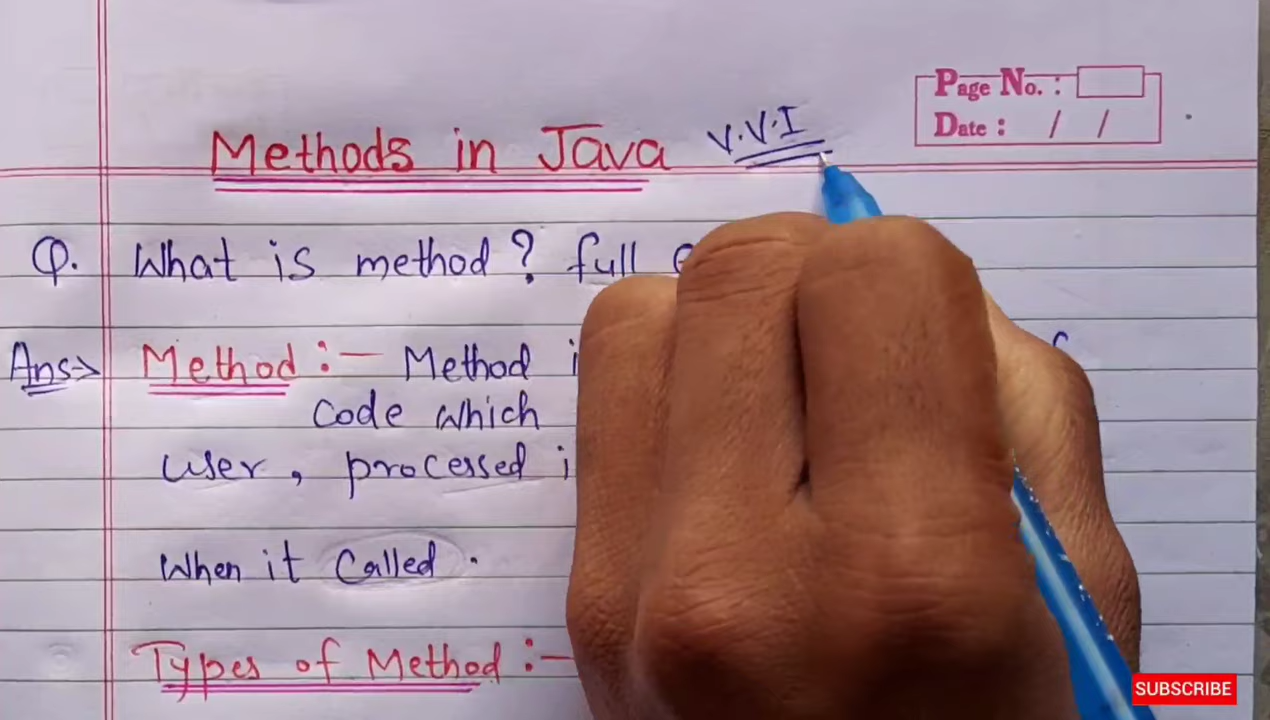 Page No. :
Date : / /
Methods in Java V.V.I
Q. What is method? full
Ans> Method :- Method
Code which
user, processed
When it Called .
Types of Method :-
SUBSCRIBE